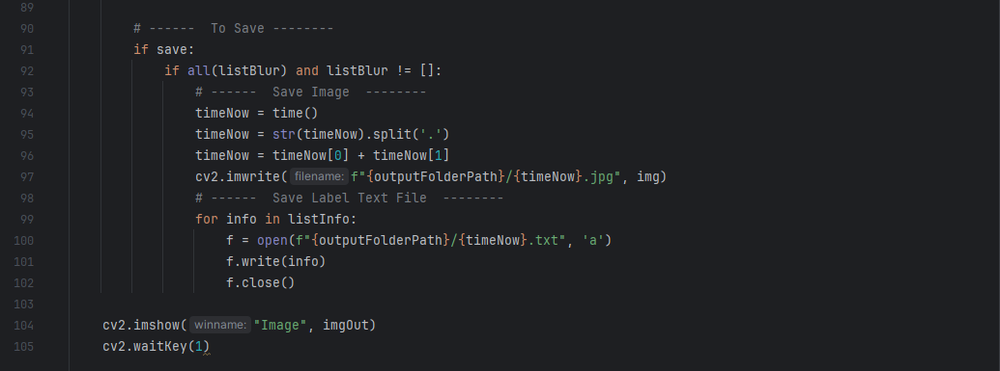 89
90 # ------  To Save --------
91 if save:
92 if all(listBlur) and listBlur != []:
93 # ------  Save Image  --------
94 timeNow = time()
95 timeNow = str(timeNow).split('.')
96 timeNow = timeNow[0] + timeNow[1]
97 cv2.imwrite( filename: f"{outputFolderPath}/{timeNow}.jpg", img)
98 # ------  Save Label Text File  --------
99 for info in listInfo:
100 f = open(f"{outputFolderPath}/{timeNow}.txt", 'a')
101 f.write(info)
102 f.close()
103
104 cv2.imshow( winname: "Image", imgOut)
105 cv2.waitKey(1)